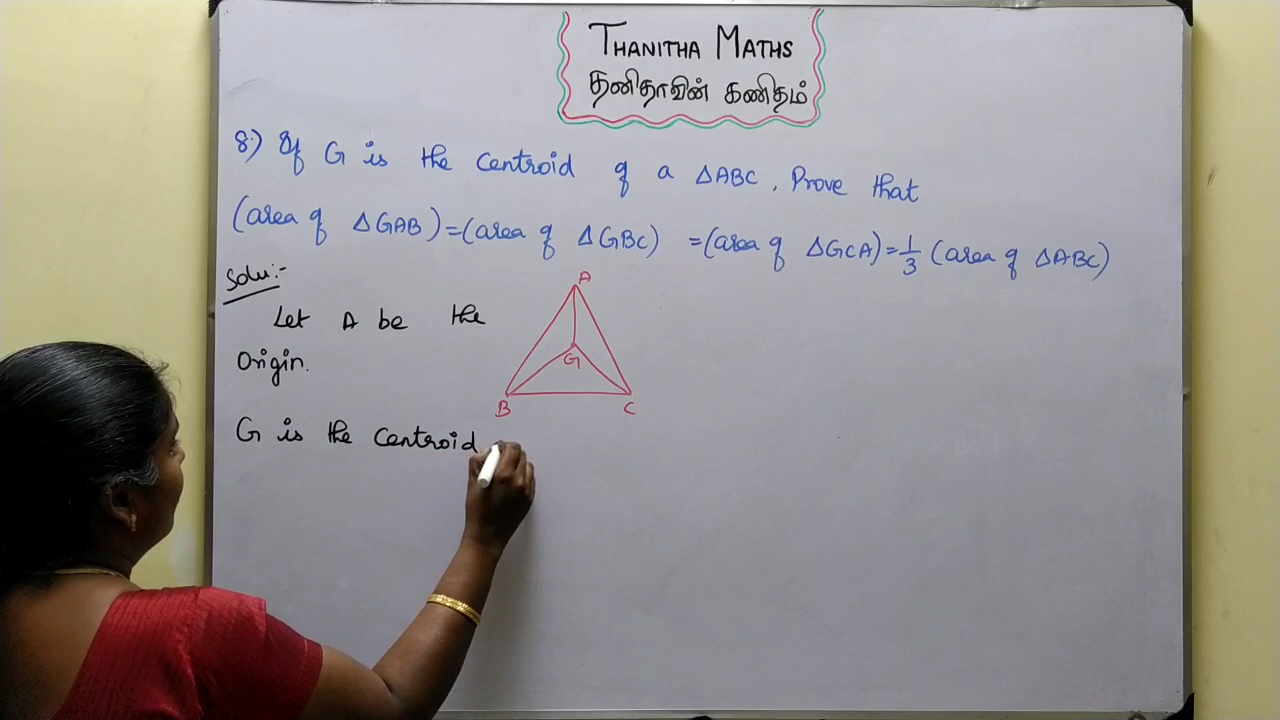 THANITHA MATHS
தனிதாவின் கணிதம்
8) If G is the centroid of a ΔABC, Prove that
(area of ΔGAB)=(area of ΔGBC) =(area of ΔGCA)=1/3 (area of ΔABC)
Solu:-
Let A be the
Origin.
G is the Centroid
A
G
B C